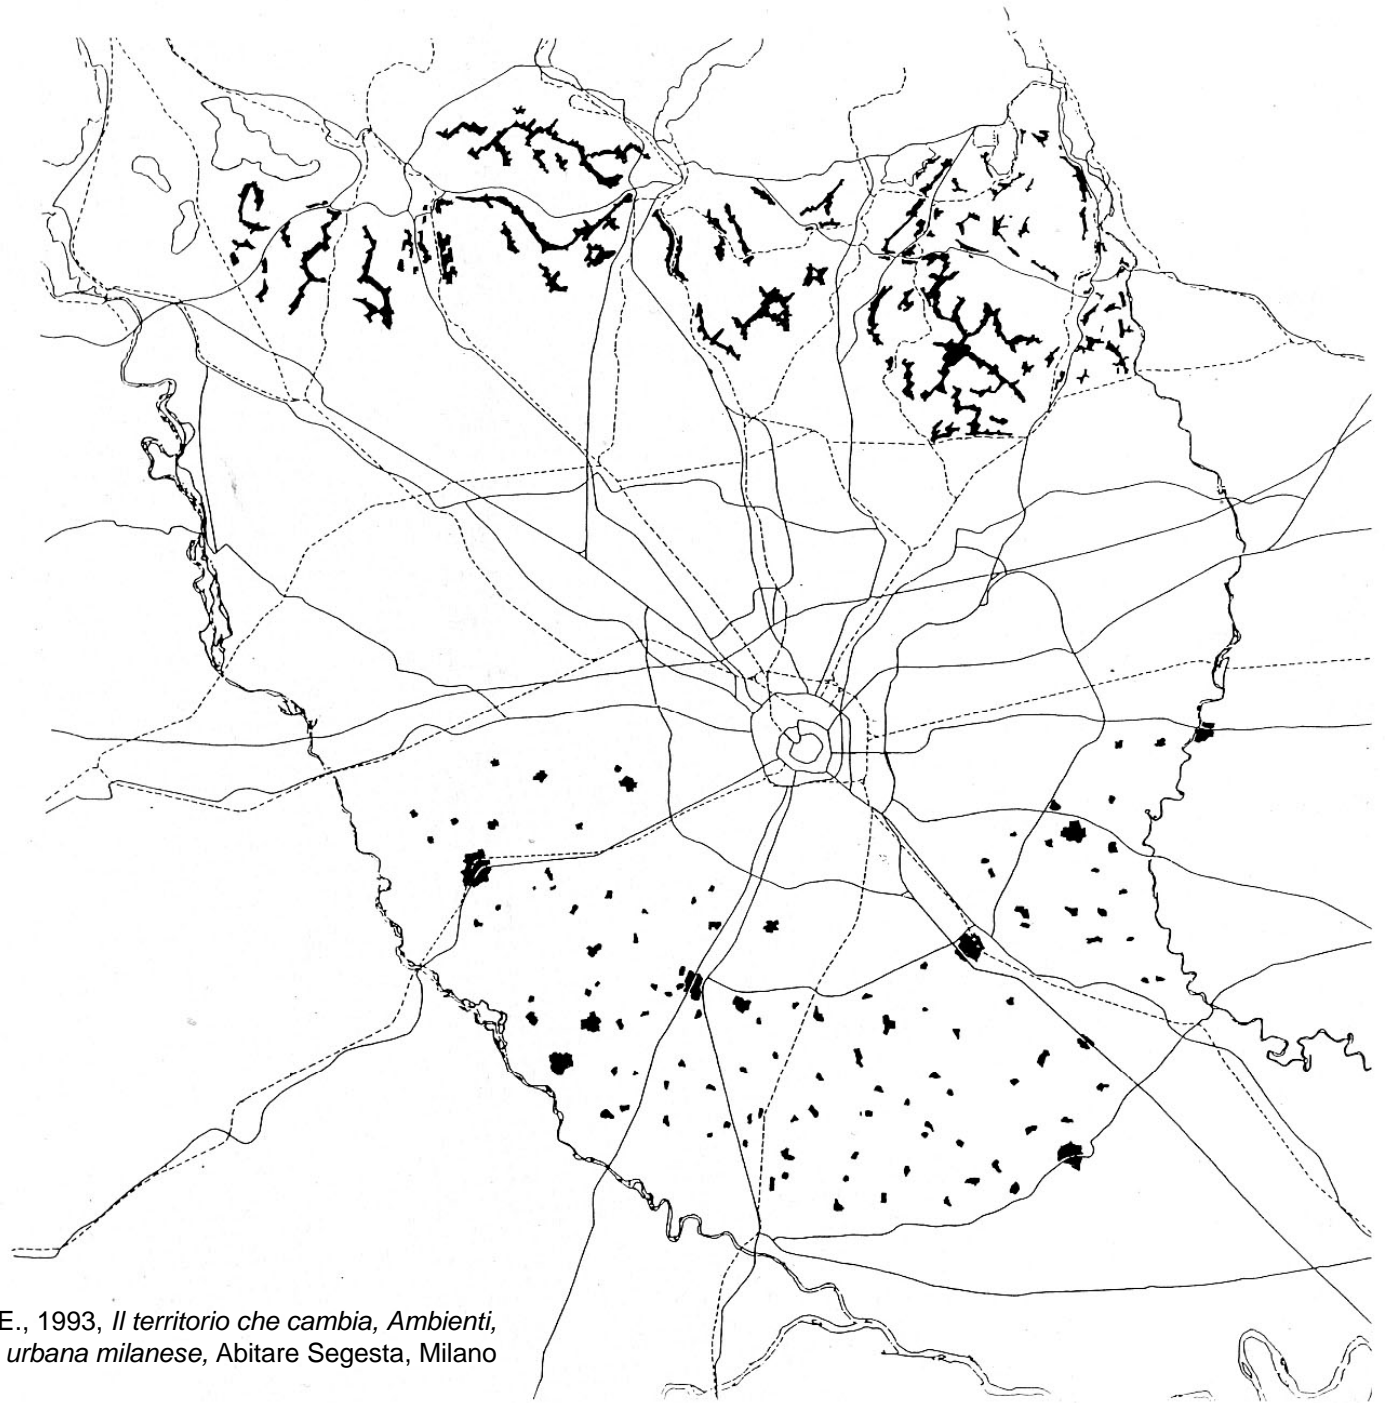 E., 1993, Il territorio che cambia, Ambienti,
urbana milanese, Abitare Segesta, Milano